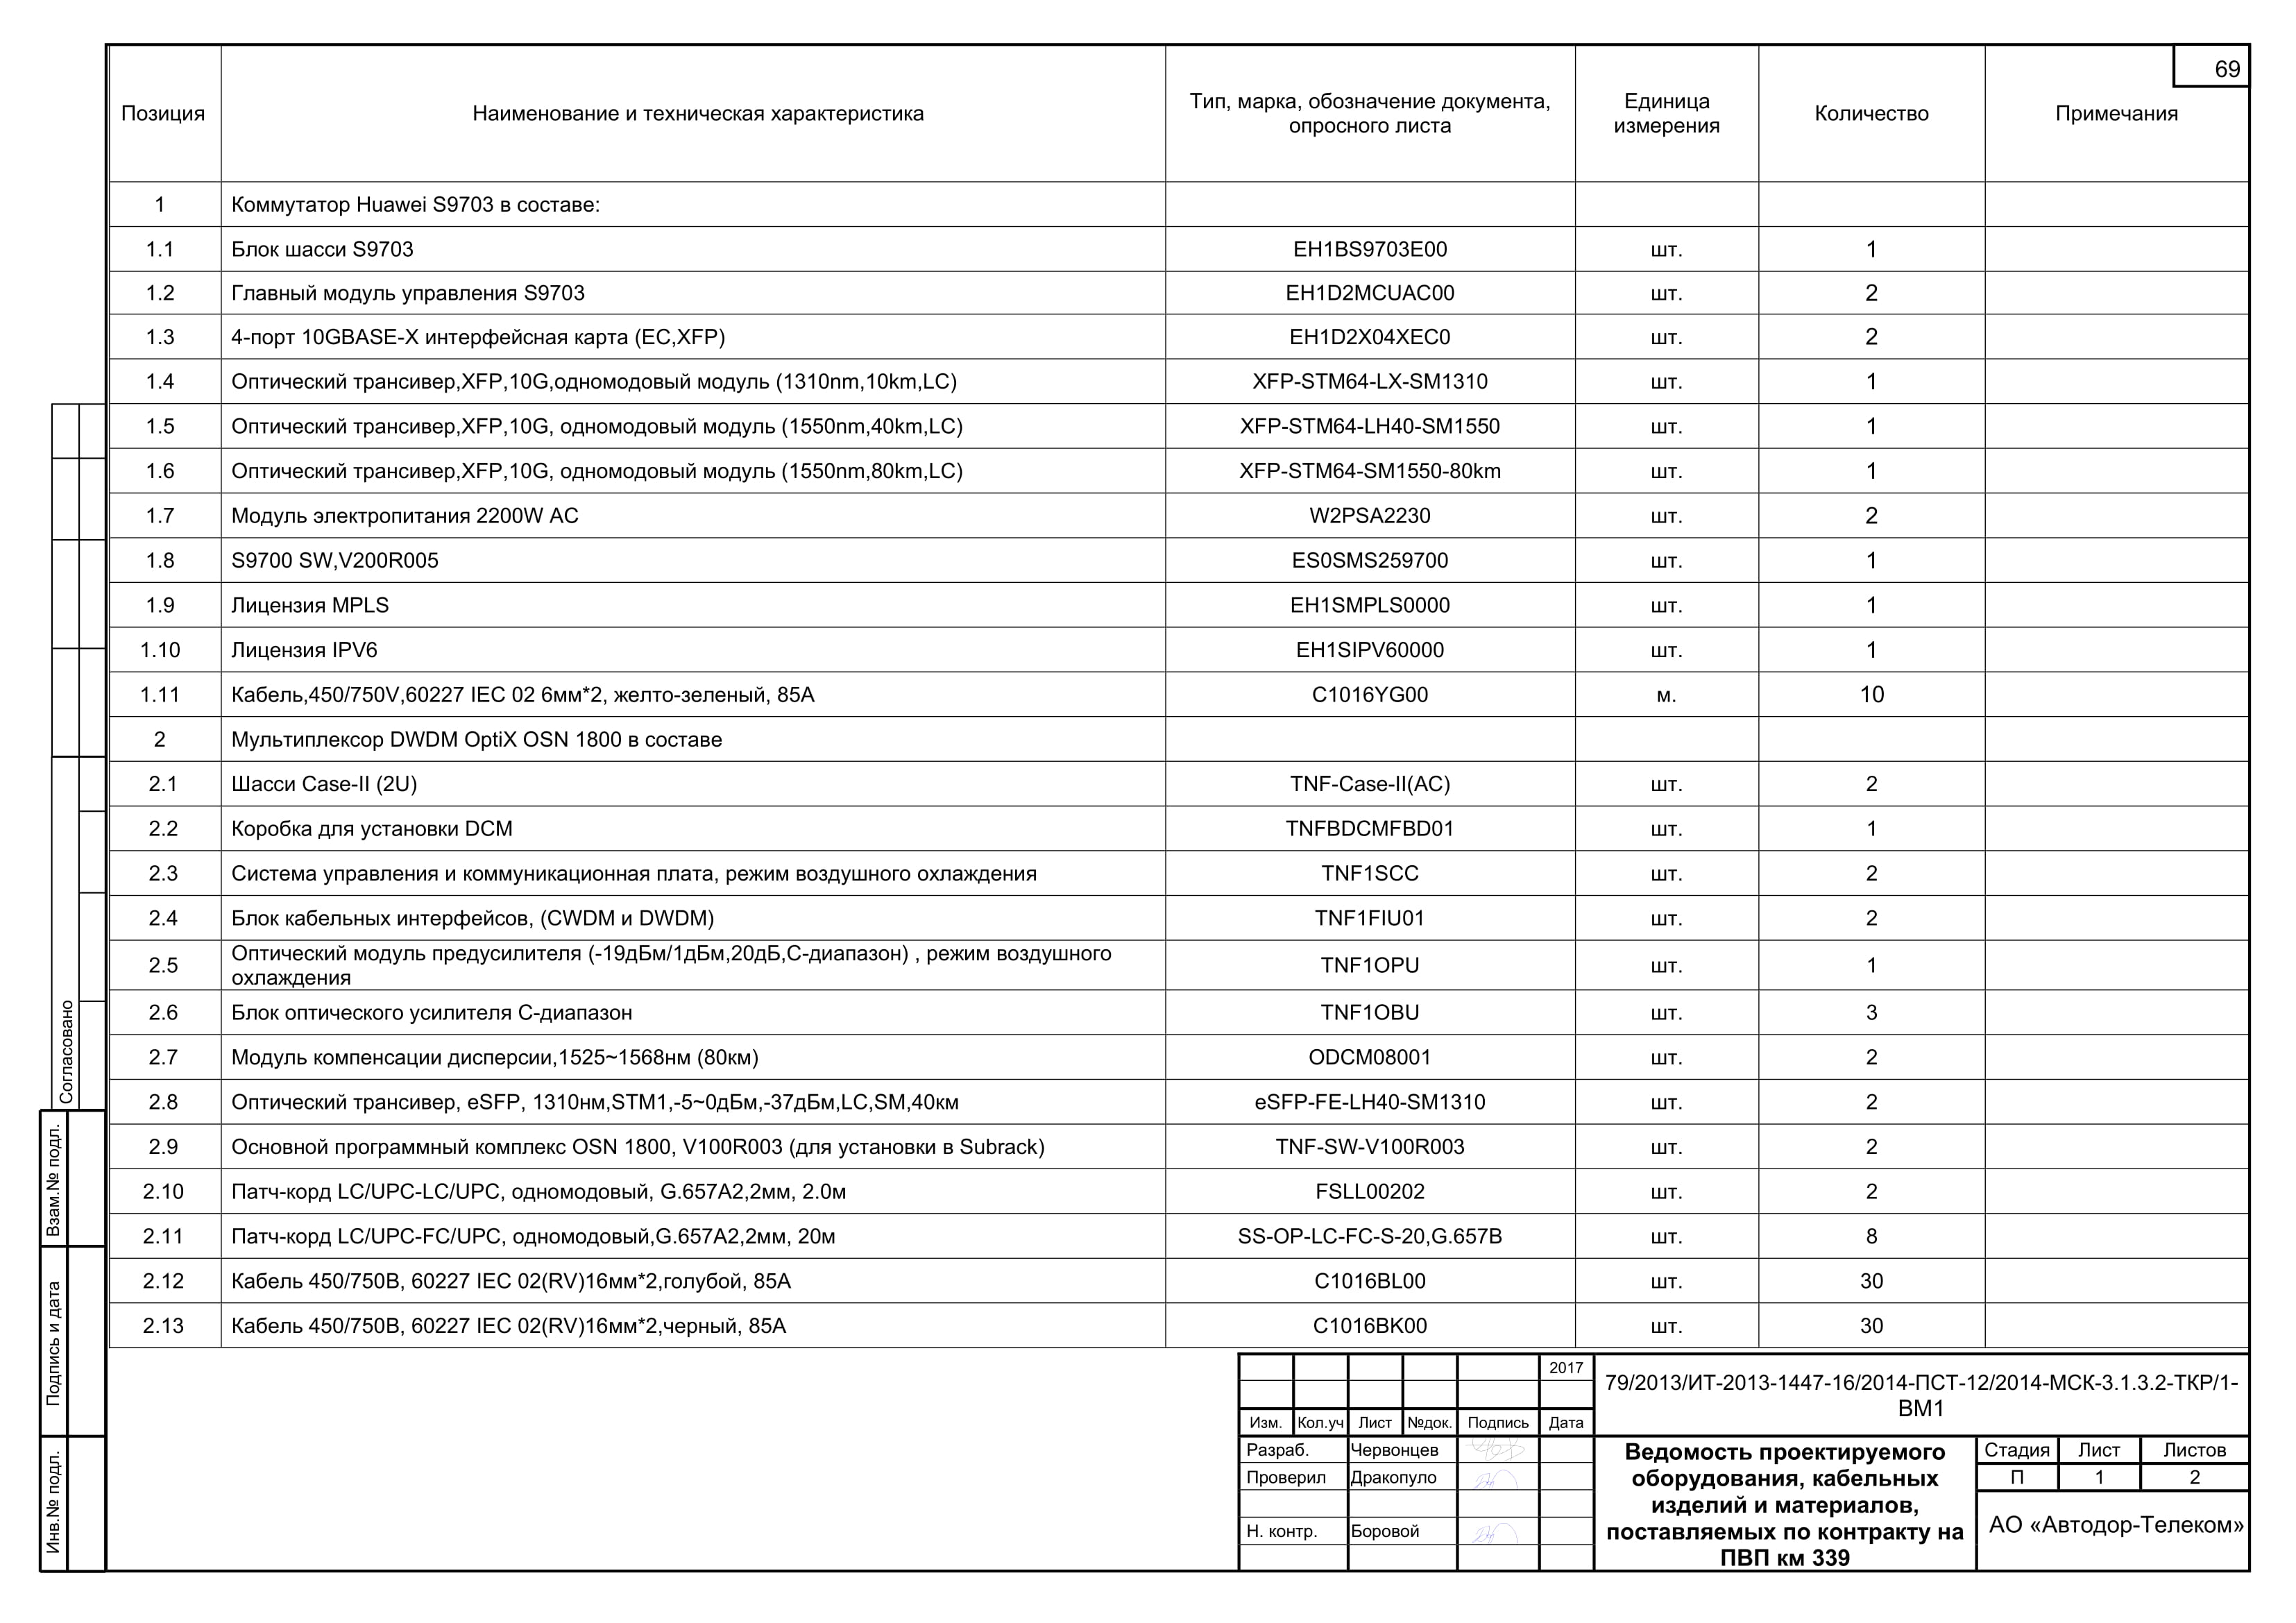 69
Позиция Наименование и техническая характеристика Тип, марка, обозначение документа, опросного листа Единица измерения Количество Примечания
1 Коммутатор Huawei S9703 в составе:
1.1 Блок шасси S9703 EH1BS9703E00 шт. 1
1.2 Главный модуль управления S9703 EH1D2MCUAC00 шт. 2
1.3 4-порт 10GBASE-X интерфейсная карта (EC,XFP) EH1D2X04XEC0 шт. 2
1.4 Оптический трансивер,XFP,10G,одномодовый модуль (1310nm,10km,LC) XFP-STM64-LX-SM1310 шт. 1
1.5 Оптический трансивер,XFP,10G, одномодовый модуль (1550nm,40km,LC) XFP-STM64-LH40-SM1550 шт. 1
1.6 Оптический трансивер,XFP,10G, одномодовый модуль (1550nm,80km,LC) XFP-STM64-SM1550-80km шт. 1
1.7 Модуль электропитания 2200W AC W2PSA2230 шт. 2
1.8 S9700 SW,V200R005 ES0SMS259700 шт. 1
1.9 Лицензия MPLS EH1SMPLS0000 шт. 1
1.10 Лицензия IPV6 EH1SIPV60000 шт. 1
1.11 Кабель,450/750V,60227 IEC 02 6мм*2, желто-зеленый, 85A C1016YG00 м. 10
2 Мультиплексор DWDM OptiX OSN 1800 в составе
2.1 Шасси Case-II (2U) TNF-Case-II(AC) шт. 2
2.2 Коробка для установки DCM TNFBDCMFBD01 шт. 1
2.3 Система управления и коммуникационная плата, режим воздушного охлаждения TNF1SCC шт. 2
2.4 Блок кабельных интерфейсов, (CWDM и DWDM) TNF1FIU01 шт. 2
2.5 Оптический модуль предусилителя (-19дБм/1дБм,20дБ,C-диапазон) , режим воздушного
охлаждения TNF1OPU шт. 1
2.6 Блок оптического усилителя C-диапазон TNF1OBU шт. 3
2.7 Модуль компенсации дисперсии,1525~1568нм (80км) ODCM08001 шт. 2
2.8 Оптический трансивер, eSFP, 1310нм,STM1,-5~0дБм,-37дБм,LC,SM,40км eSFP-FE-LH40-SM1310 шт. 2
2.9 Основной программный комплекс OSN 1800, V100R003 (для установки в Subrack) TNF-SW-V100R003 шт. 2
2.10 Патч-корд LC/UPC-LC/UPC, одномодовый, G.657A2,2мм, 2.0м FSLL00202 шт. 2
2.11 Патч-корд LC/UPC-FC/UPC, одномодовый,G.657A2,2мм, 20м SS-OP-LC-FC-S-20,G.657B шт. 8
2.12 Кабель 450/750В, 60227 IEC 02(RV)16мм*2,голубой, 85A C1016BL00 шт. 30
2.13 Кабель 450/750В, 60227 IEC 02(RV)16мм*2,черный, 85A C1016BK00 шт. 30
Согласовано
Взам.№ подл.
Подпись и дата
Инв.№ подл.
2017
Изм. Кол.уч Лист №док. Подпись Дата
Разраб. Червонцев
Проверил Дракопуло
Н. контр. Боровой
79/2013/ИТ-2013-1447-16/2014-ПСТ-12/2014-МСК-3.1.3.2-ТКР/1-
ВМ1
Ведомость проектируемого
оборудования, кабельных
изделий и материалов,
поставляемых по контракту на
ПВП км 339
Стадия Лист Листов
П 1 2
АО «Автодор-Телеком»